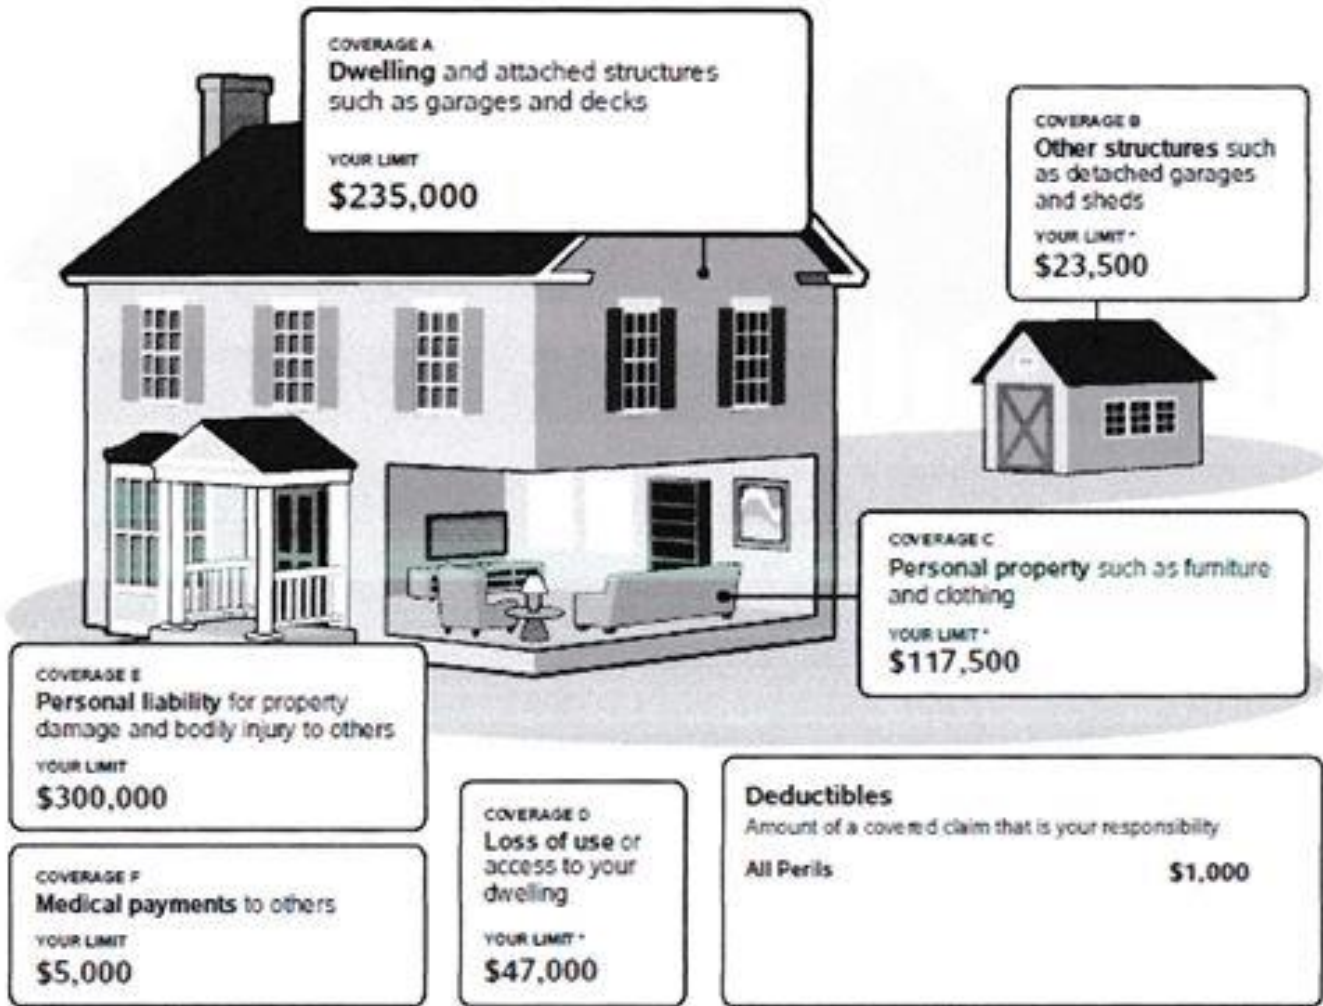 COVERAGE A
Dwelling and attached structures
such as garages and decks
YOUR LIMIT
$235,000
COVERAGE B
Other structures such
as detached garages
and sheds
YOUR LIMIT *
$23,500
COVERAGE C
Personal property such as furniture
and clothing
YOUR LIMIT *
$117,500
COVERAGE E
Personal liability for property
damage and bodily injury to others
YOUR LIMIT
$300,000
COVERAGE F
Medical payments to others
YOUR LIMIT
$5,000
COVERAGE D
Loss of use or
access to your
dwelling
YOUR LIMIT *
$47,000
Deductibles
Amount of a covered claim that is your responsibility
All Perils $1,000